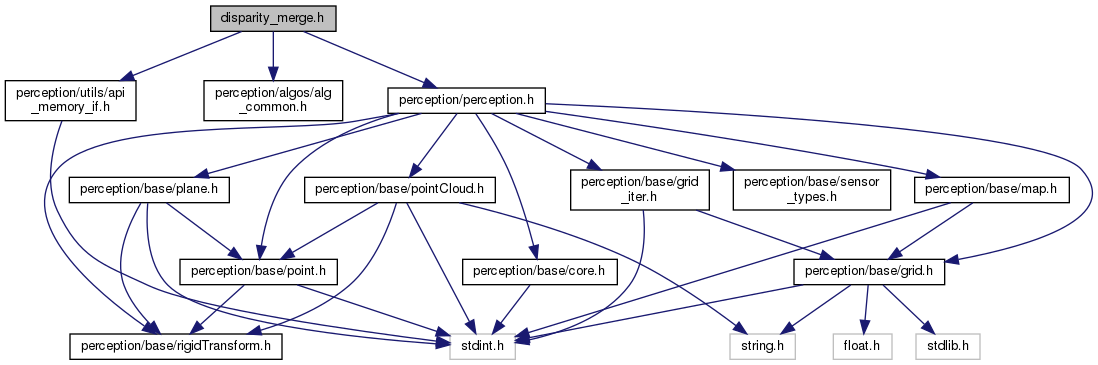 disparity_merge.h
perception/utils/api
_memory_if.h
perception/algos/alg
_common.h
perception/perception.h
perception/base/plane.h
perception/base/pointCloud.h
perception/base/grid
_iter.h
perception/base/sensor
_types.h
perception/base/map.h
perception/base/point.h
perception/base/core.h
perception/base/grid.h
perception/base/rigidTransform.h
stdint.h
string.h
float.h
stdlib.h